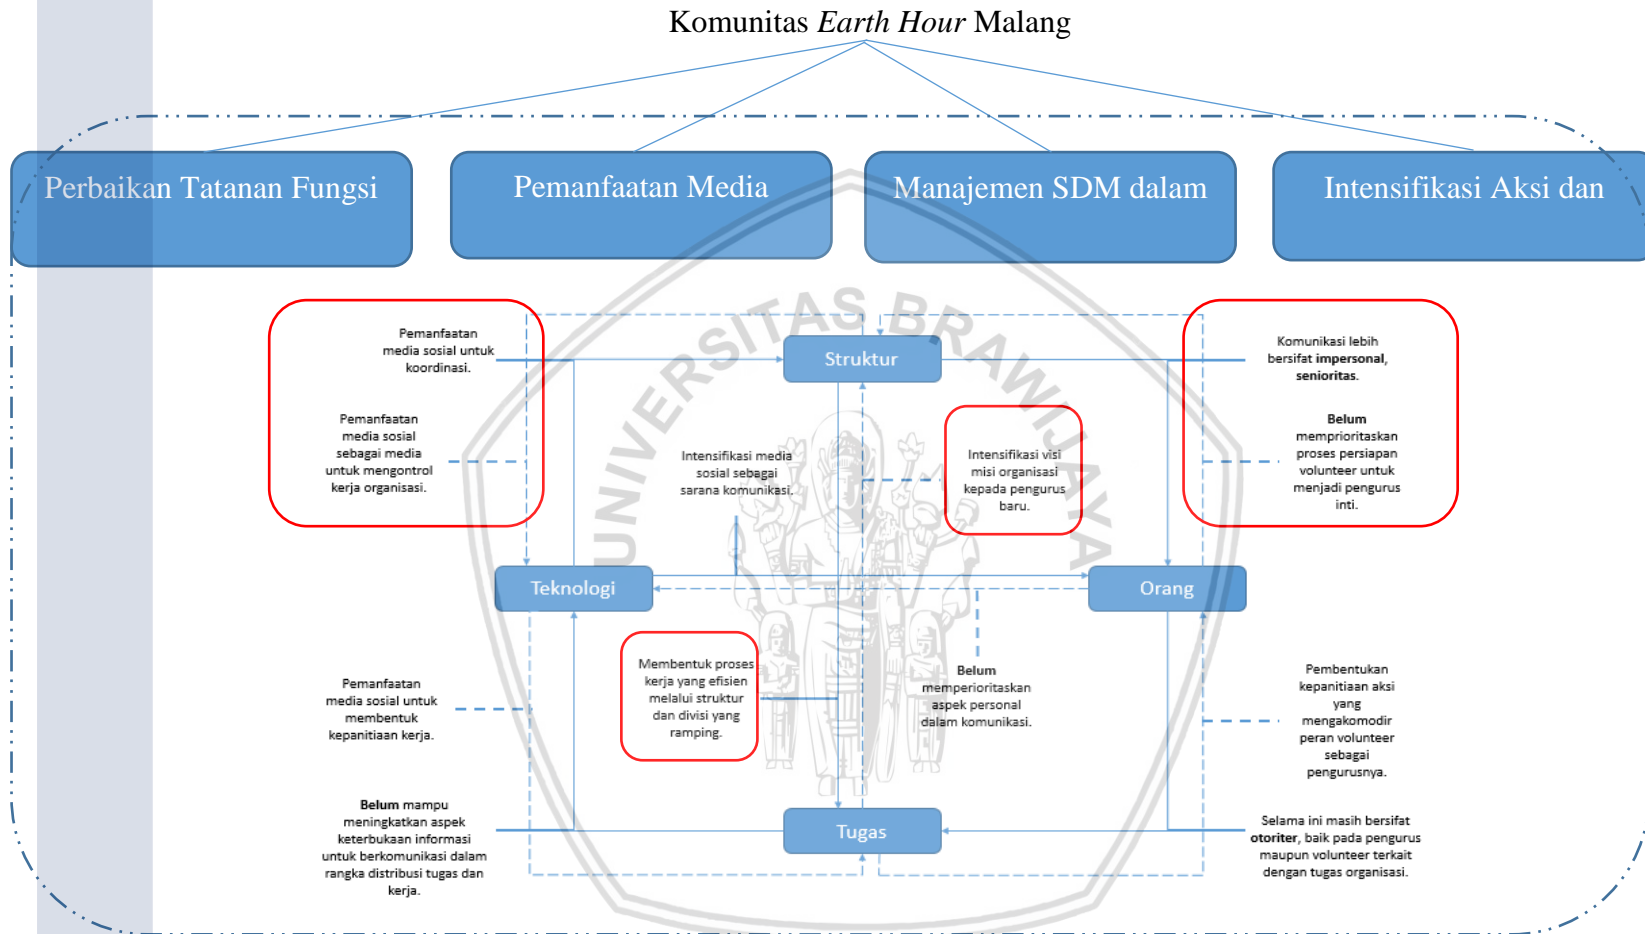 Komunitas Earth Hour Malang
Perbaikan Tatanan Fungsi
Pemanfaatan Media
Manajemen SDM dalam
Intensifikasi Aksi dan
UNIVERSITAS BRAWIJAYA
Pemanfaatan
media sosial untuk
koordinasi.
Struktur
Komunikasi lebih
bersifat impersonal,
senioritas.
Pemanfaatan
media sosial
sebagai media
untuk mengontrol
kerja organisasi.
Intensifikasi media
sosial sebagai
sarana komunikasi.
Intensifikasi visi
misi organisasi
kepada pengurus
baru.
Belum
memprioritaskan
proses persiapan
volunteer untuk
menjadi pengurus
inti.
Teknologi
Orang
Pemanfaatan
media sosial untuk
membentuk
kepanitiaan kerja.
Membentuk proses
kerja yang efisien
melalui struktur
dan divisi yang
ramping.
Belum
memperioritaskan
aspek personal
dalam komunikasi.
Pembentukan
kepanitiaan aksi
yang
mengakomodir
peran volunteer
sebagai
pengurusnya.
Belum mampu
meningkatkan aspek
keterbukaan informasi
untuk berkomunikasi dalam
rangka distribusi tugas dan
kerja.
Tugas
Selama ini masih bersifat
otoriter, baik pada pengurus
maupun volunteer terkait
dengan tugas organisasi.